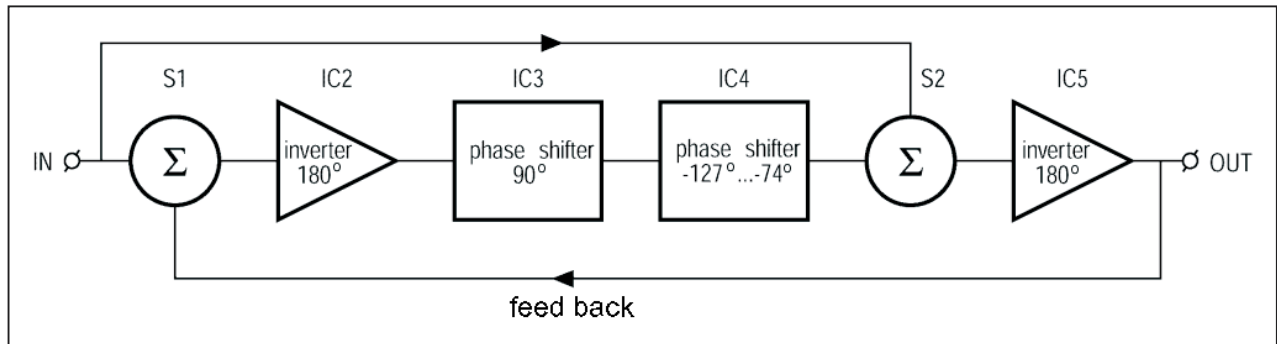 S1
IC2
IC3
IC4
S2
IC5
IN
Σ
inverter
180°
phase shifter
90°
phase shifter
-127°...-74°
Σ
inverter
180°
OUT
feed back